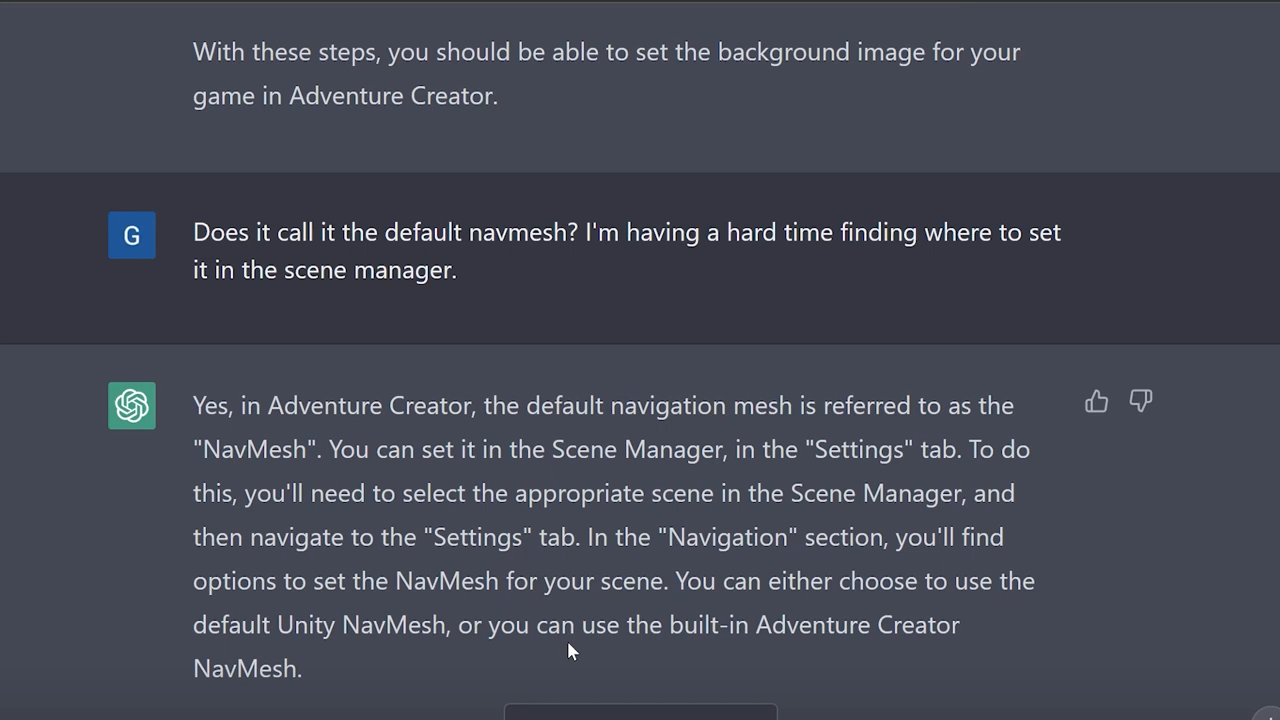 With these steps, you should be able to set the background image for your
game in Adventure Creator.
G
Does it call it the default navmesh? I'm having a hard time finding where to set
it in the scene manager.
Yes, in Adventure Creator, the default navigation mesh is referred to as the
"NavMesh". You can set it in the Scene Manager, in the "Settings" tab. To do
this, you'll need to select the appropriate scene in the Scene Manager, and
then navigate to the "Settings" tab. In the "Navigation" section, you'll find
options to set the NavMesh for your scene. You can either choose to use the
default Unity NavMesh, or you can use the built-in Adventure Creator
NavMesh.